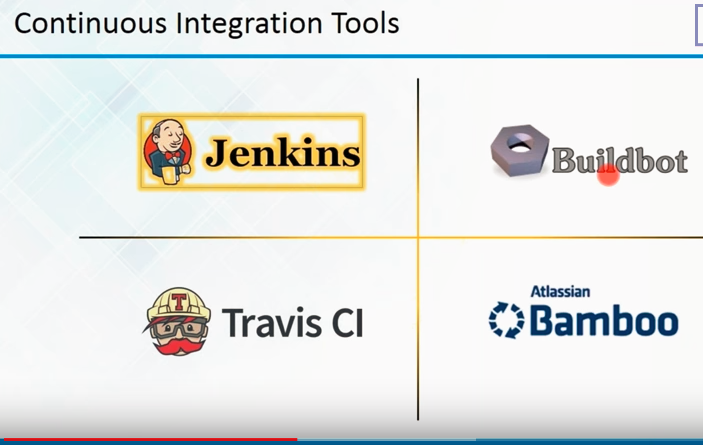 Continuous Integration Tools
Jenkins
Buildbot
T
Travis CI
Atlassian
Bamboo